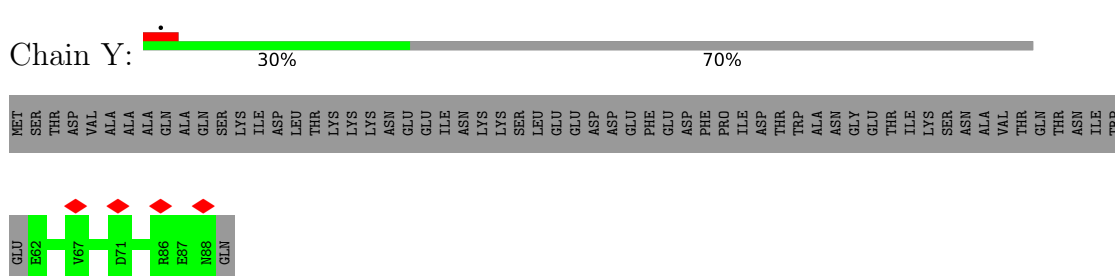 •
Chain Y:
30% 70%
MET SER THR ASP VAL ALA ALA ALA GLN ALA GLN SER LYS ILE ASP LEU THR LYS LYS LYS ASN GLU GLU ILE ASN LYS LYS SER LEU GLU GLU ASP ASP GLU PHE GLU ASP PHE PRO ILE ASP THR TRP ALA ASN GLY GLU THR ILE LYS SER ASN ALA VAL THR GLN THR ASN ILE TRP
GLU E62 V67 D71 R86 E87 N88 GLN